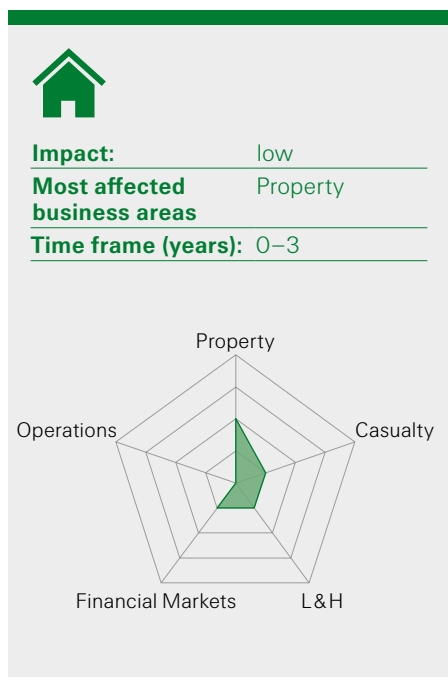 Impact: low
Most affected Property
business areas
Time frame (years): 0–3
Property
Operations Casualty
Financial Markets L&H